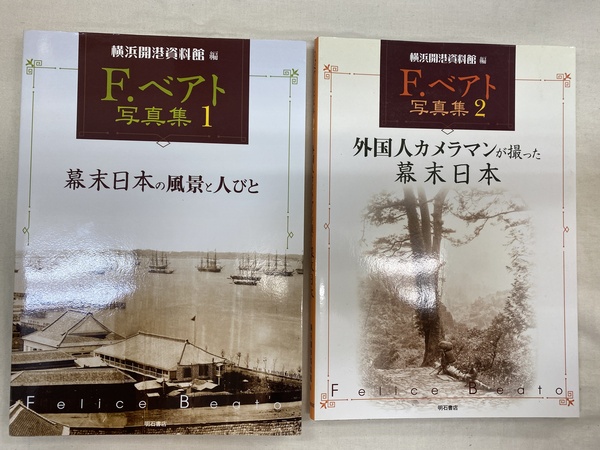 横浜開港資料館 編
F.ベアト
写真集 1
幕末日本の風景と人びと
Felice Beato
明石書店
横浜開港資料館 編
F.ベアト
写真集 2
外国人カメラマンが撮った
幕末日本
Felice Beato
明石書店